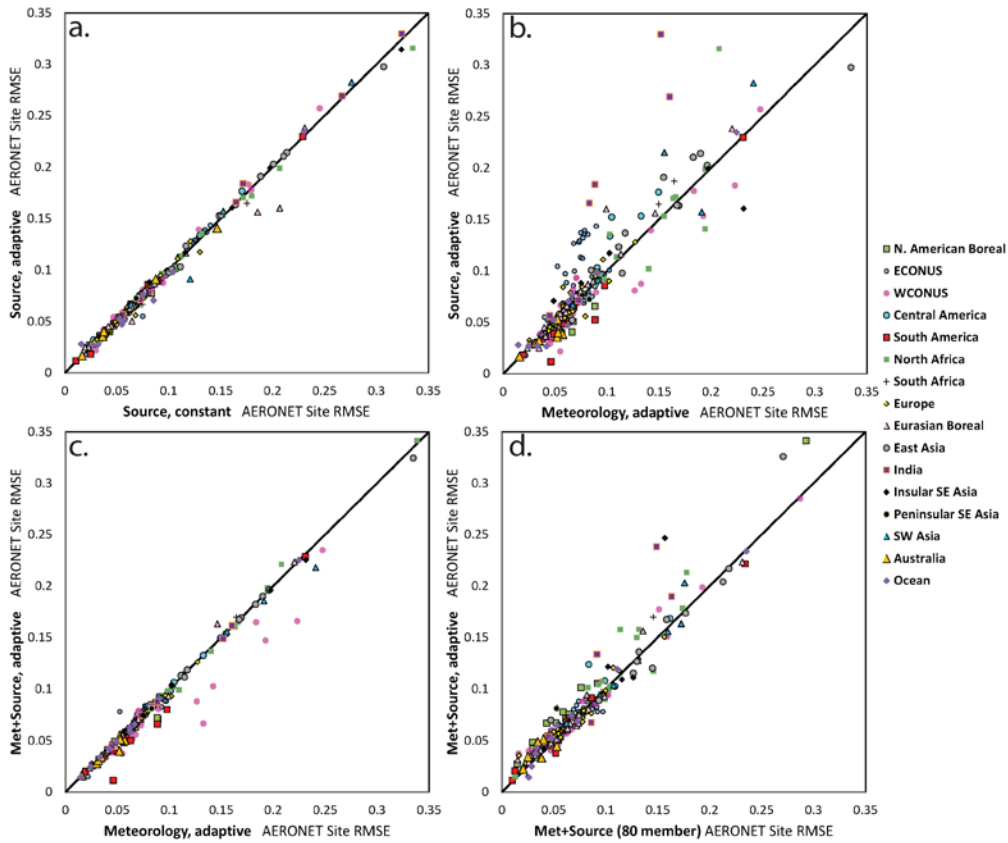 a.
0.35
0.3
0.25
0.2
0.15
0.1
0.05
0
Source, adaptive AERONET Site RMSE
0 0.05 0.1 0.15 0.2 0.25 0.3 0.35
Source, constant AERONET Site RMSE
b.
0.35
0.3
0.25
0.2
0.15
0.1
0.05
0
Source, adaptive AERONET Site RMSE
0 0.05 0.1 0.15 0.2 0.25 0.3 0.35
Meteorology, adaptive AERONET Site RMSE
c.
0.35
0.3
0.25
0.2
0.15
0.1
0.05
0
Met+Source, adaptive AERONET Site RMSE
0 0.05 0.1 0.15 0.2 0.25 0.3 0.35
Meteorology, adaptive AERONET Site RMSE
d.
0.35
0.3
0.25
0.2
0.15
0.1
0.05
0
Met+Source, adaptive AERONET Site RMSE
0 0.05 0.1 0.15 0.2 0.25 0.3 0.35
Met+Source (80 member) AERONET Site RMSE
N. American Boreal
ECONUS
WCONUS
Central America
South America
North Africa
South Africa
Europe
Eurasian Boreal
East Asia
India
Insular SE Asia
Peninsular SE Asia
SW Asia
Australia
Ocean